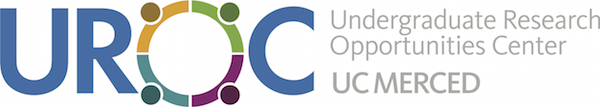 UROC
Undergraduate Research
Opportunities Center
UC MERCED